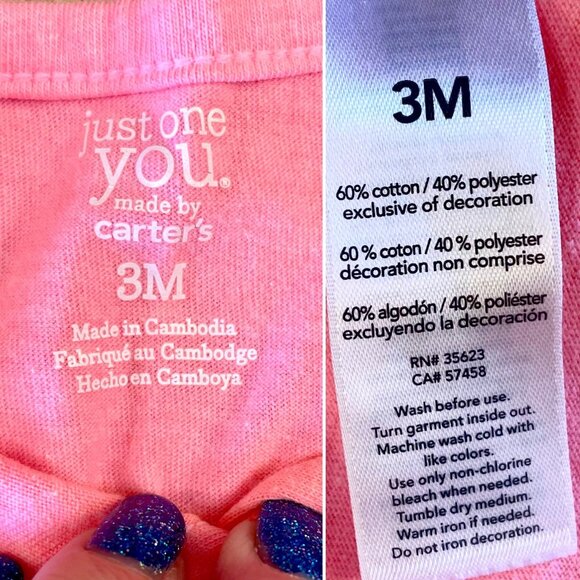 just one
you®
made by
carter's
3M
Made in Cambodia
Fabriqué au Cambodge
Hecho en Camboya
3M
60% cotton / 40% polyester
exclusive of decoration
60 % coton / 40 % polyester
décoration non comprise
60% algodón / 40% poliéster
excluyendo la decoración
RN# 35623
CA# 57458
Wash before use.
Turn garment inside out.
Machine wash cold with
like colors.
Use only non-chlorine
bleach when needed.
Tumble dry medium.
Warm iron if needed.
Do not iron decoration.